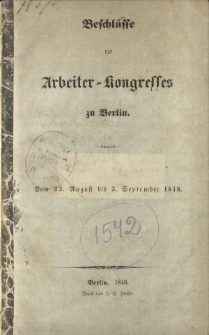 Beschlüsse
des
Arbeiter-Kongresses
zu Berlin.
Vom 23. August bis 3. September 1848.
1542
Berlin, 1848.